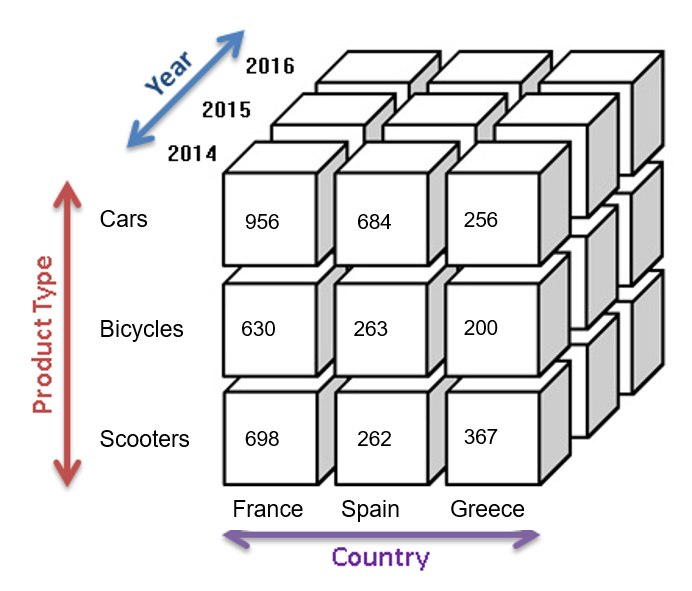 Year
2016
2015
2014
Product Type
Cars
956 684 256
Bicycles
630 263 200
Scooters
698 262 367
France Spain Greece
Country